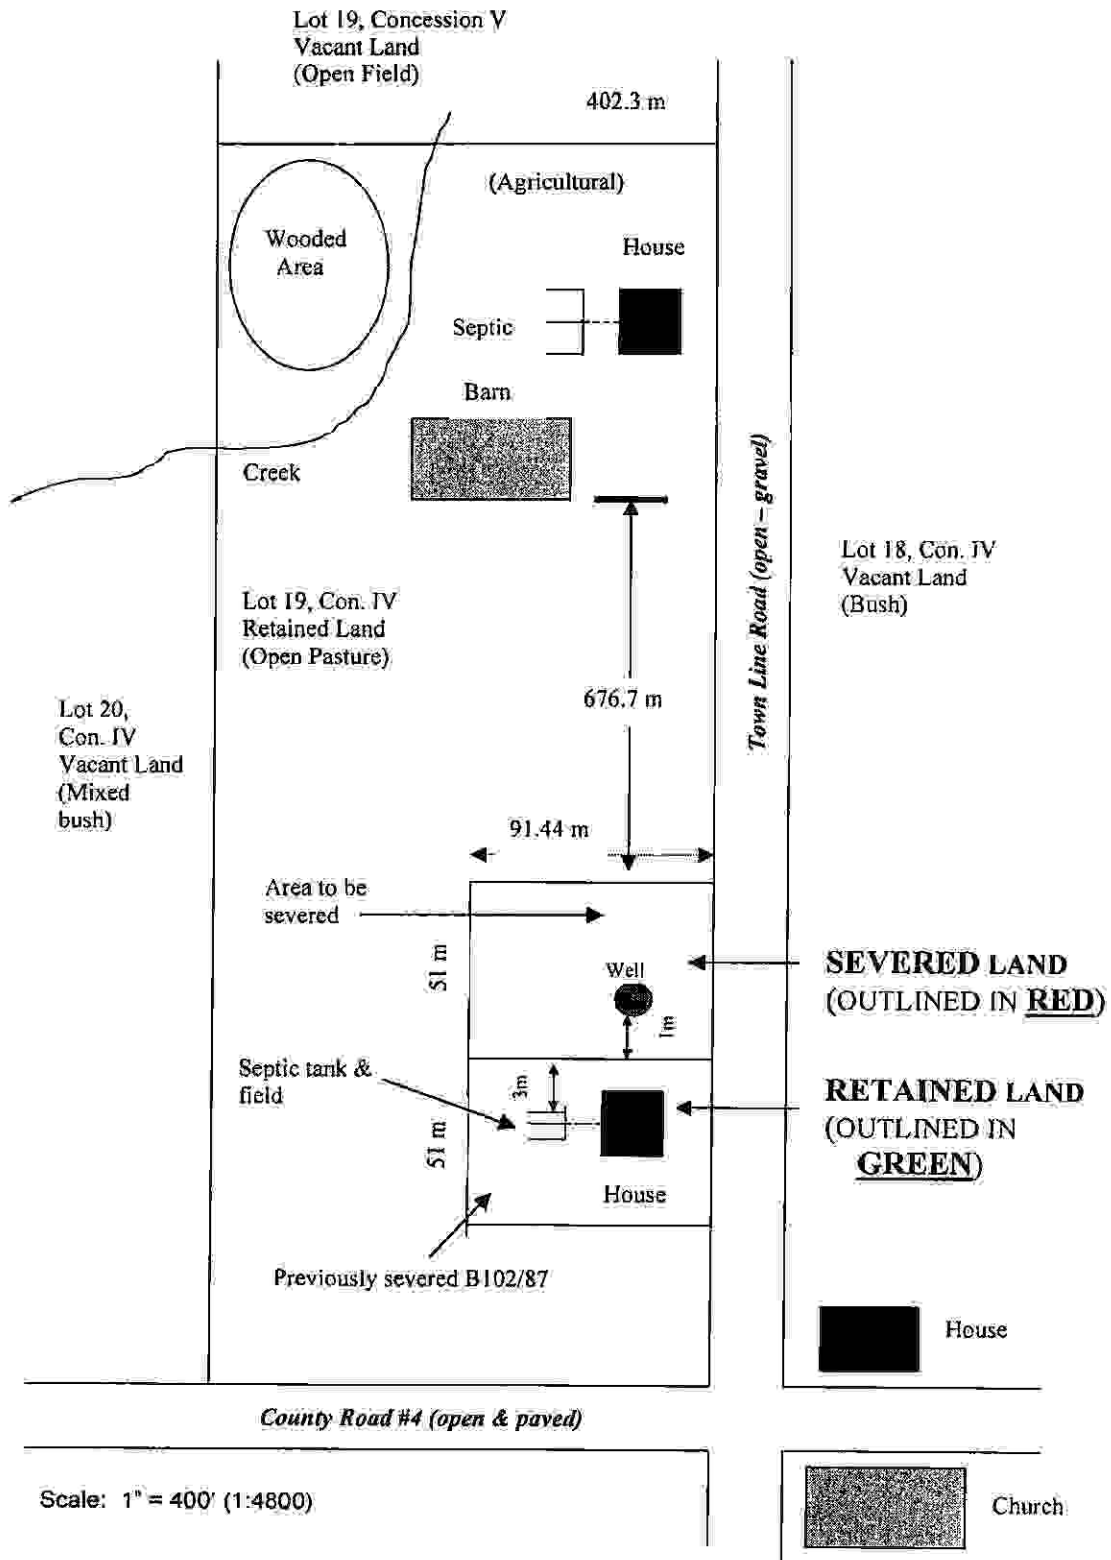 Lot 19, Concession V
Vacant Land
(Open Field)
402.3 m
(Agricultural)
Wooded
Area
House
Septic
Barn
Creek
Town Line Road (open – gravel)
Lot 18, Con. IV
Vacant Land
(Bush)
Lot 19, Con. IV
Retained Land
(Open Pasture)
676.7 m
Lot 20,
Con. IV
Vacant Land
(Mixed
bush)
91.44 m
Area to be
severed
51 m
Well
1m
SEVERED LAND
(OUTLINED IN RED)
Septic tank &
field
3m
51 m
House
RETAINED LAND
(OUTLINED IN
GREEN)
Previously severed B102/87
House
County Road #4 (open & paved)
Scale: 1" = 400' (1:4800)
Church